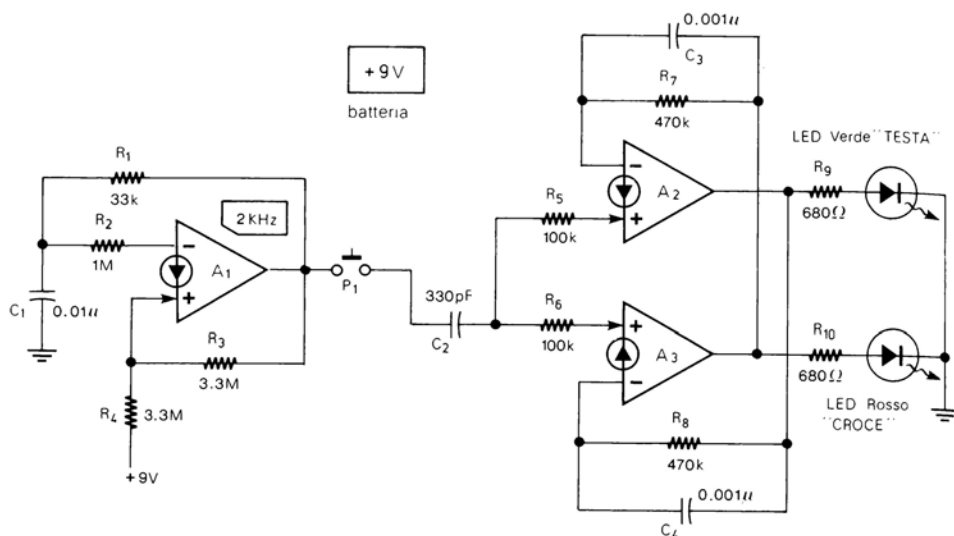 0.001u
C3
+9V
batteria
R7
470k
LED Verde "TESTA"
R1
33k
2KHz
R2
1M
−
A1
+
C1
0.01u
R3
3.3M
R4
3.3M
+9V
P1
330pF
C2
R5
100k
−
A2
+
R6
100k
+
A3
−
R9
680Ω
R10
680Ω
LED Rosso
"CROCE"
R8
470k
0.001u
C4